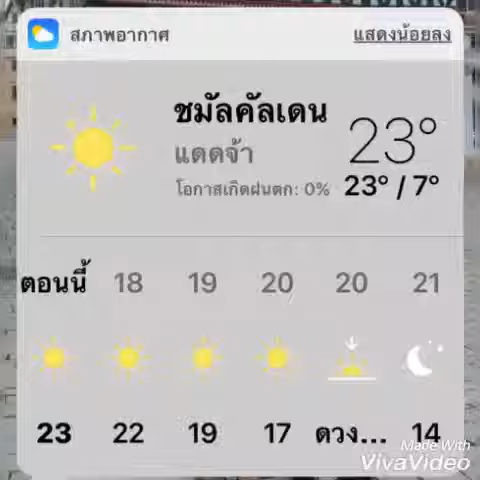 สภาพอากาศ แสดงน้อยลง
ชมัลคัลเดน 23°
แดดจ้า
โอกาสเกิดฝนตก: 0% 23° / 7°
ตอนนี้ 18 19 20 20 21
23 22 19 17 ดวง... 14
Made With
VivaVideo